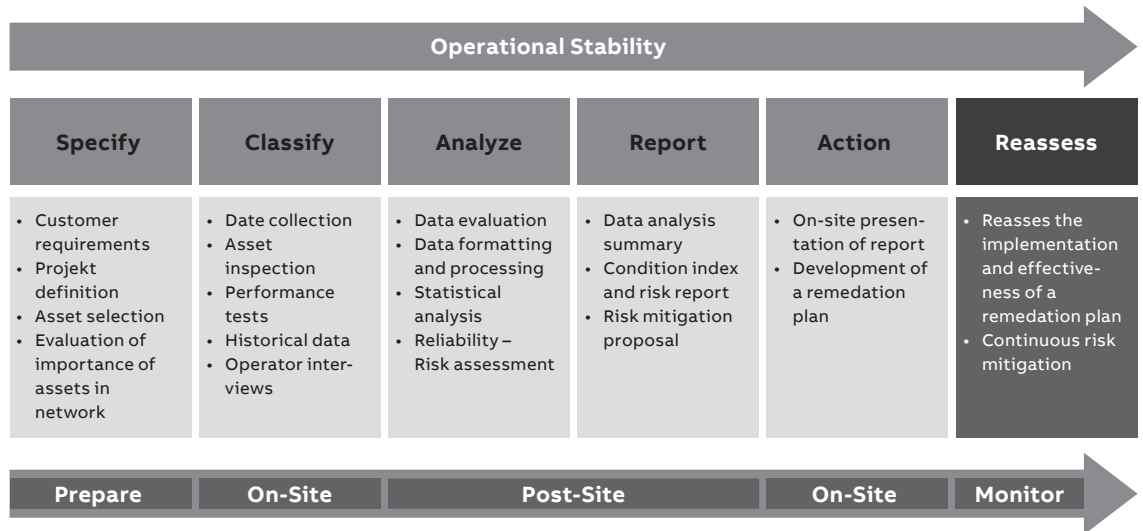 Operational Stability
Specify
Classify
Analyze
Report
Action
Reassess
• Customer
requirements
• Projekt
definition
• Asset selection
• Evaluation of
importance of
assets in
network
• Date collection
• Asset
inspection
• Performance
tests
• Historical data
• Operator inter-
views
• Data evaluation
• Data formatting
and processing
• Statistical
analysis
• Reliability –
Risk assessment
• Data analysis
summary
• Condition index
and risk report
• Risk mitigation
proposal
• On-site presen-
tation of report
• Development of
a remedation
plan
• Reasses the
implementation
and effective-
ness of a
remedation plan
• Continuous risk
mitigation
Prepare
On-Site
Post-Site
On-Site
Monitor